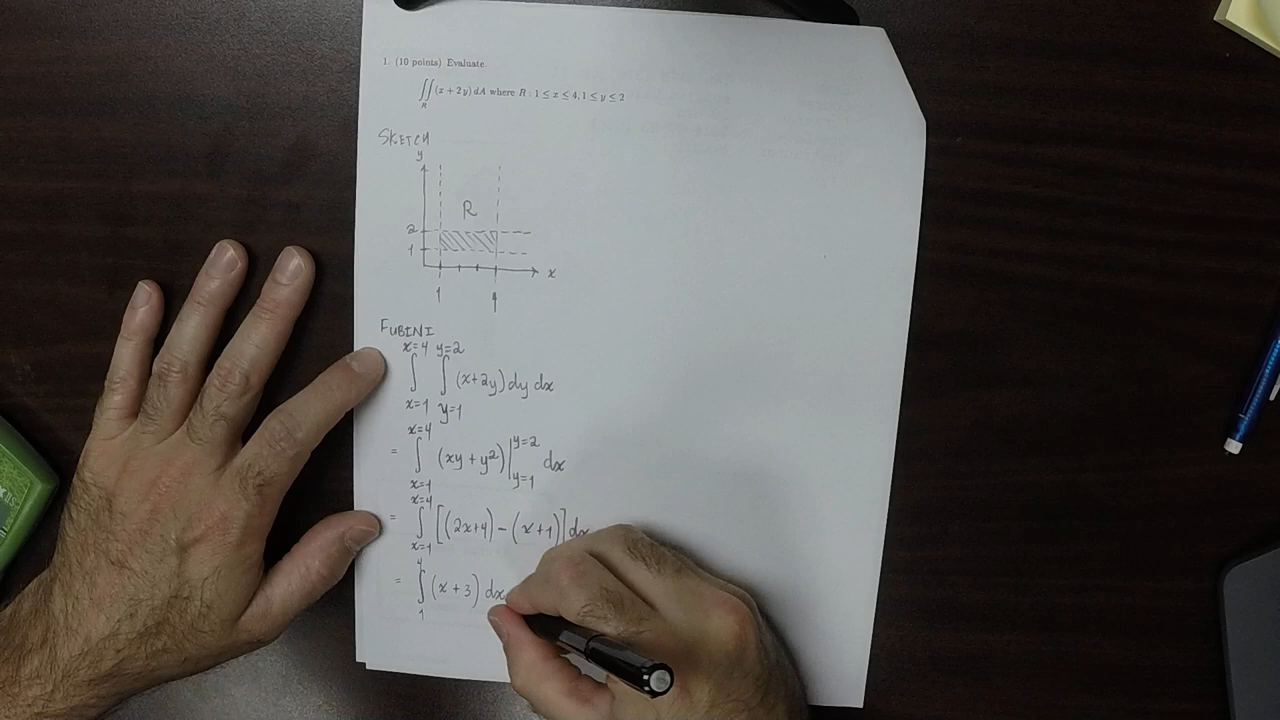 1. (10 points) Evaluate.
∬_R (x + 2y) dA where R : 1 ≤ x ≤ 4, 1 ≤ y ≤ 2
SKETCH
y
R
2
1
x
1 4
FUBINI
∫_{x=1}^{x=4} ∫_{y=1}^{y=2} (x+2y) dy dx
= ∫_{x=1}^{x=4} (xy + y²) |_{y=1}^{y=2} dx
= ∫_{x=1}^{x=4} [(2x+4) - (x+1)] dx
= ∫_1^4 (x + 3) dx